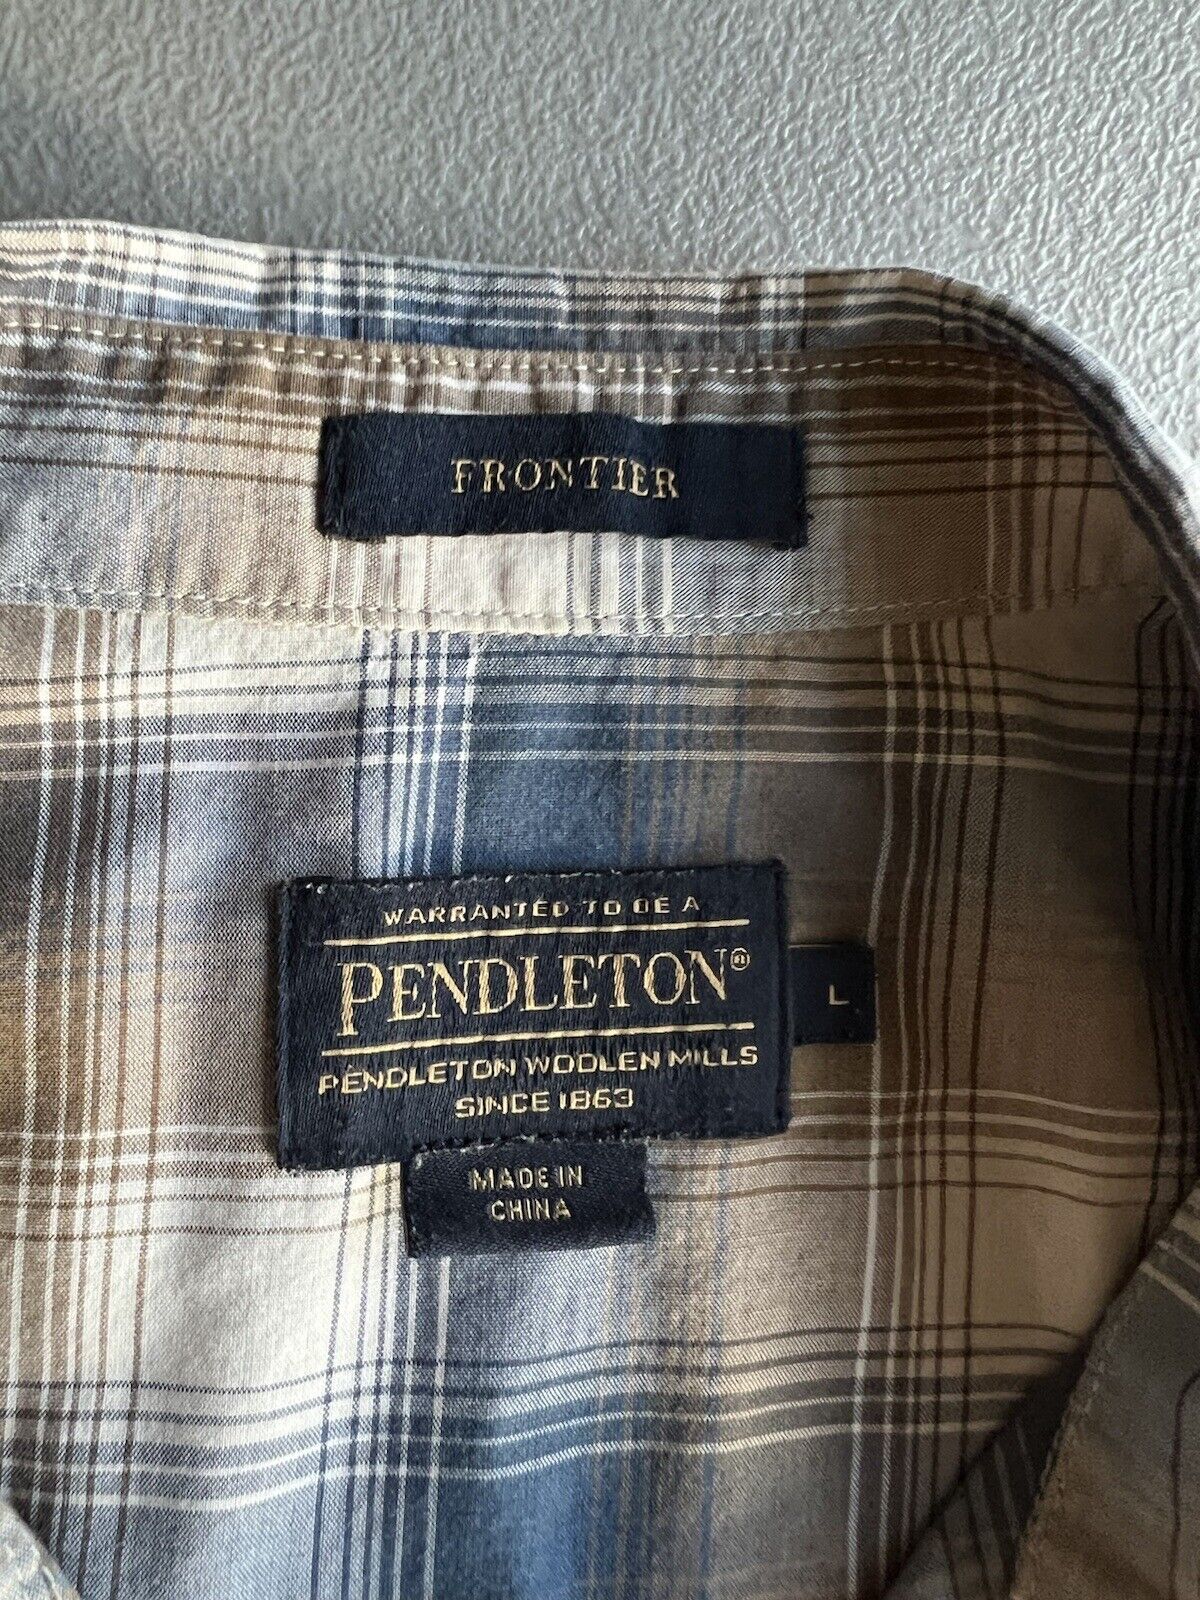 FRONTIER
WARRANTED TO BE A
PENDLETON®
PENDLETON WOOLEN MILLS
SINCE 1863
L
MADE IN
CHINA